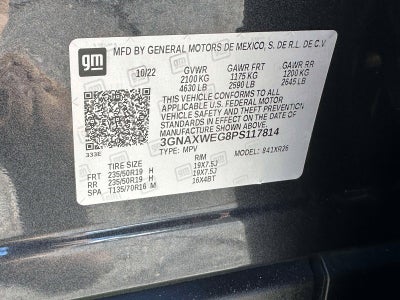 gm
MFD BY GENERAL MOTORS DE MEXICO, S. DE R.L. DE C.V
10/22 GVWR GAWR FRT GAWR RR
2100 KG 1175 KG 1200 KG
4630 LB 2590 LB 2645 LB
THIS VEHICLE CONFORMS TO ALL
APPLICABLE U.S. FEDERAL MOTOR
VEHICLE SAFETY AND THEFT
PREVENTION STANDARDS IN
EFFECT ON THE DATE OF
MANUFACTURE SHOWN ABOVE.
3GNAXWEG8PS117814
333E TYPE: MPV MODEL: 841XR26
TIRE SIZE RIM
FRT 235/50R19 H 19X7.5J
RR 235/50R19 H 19X7.5J
SPA T135/70R16 M 16X4BT